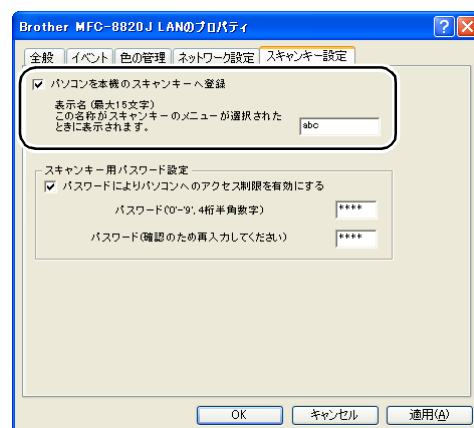 Brother MFC-8820J LANのプロパティ
全般 イベント 色の管理 ネットワーク設定 スキャンキー設定
パソコンを本機のスキャンキーへ登録
表示名(最大15文字)
この名称がスキャンキーのメニューが選択された
ときに表示されます。
abc
スキャンキー用パスワード設定
パスワードによりパソコンへのアクセス制限を有効にする
パスワード('0'-'9', 4桁半角数字) ****
パスワード(確認のため再入力してください) ****
OK キャンセル 適用(A)